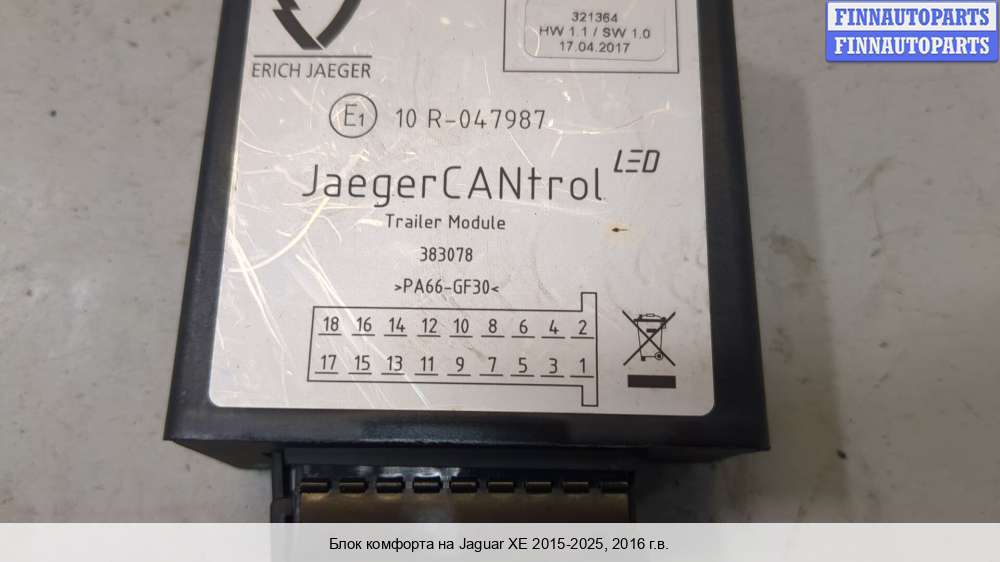 FINNAUTOPARTS
FINNAUTOPARTS
321364
HW 1.1 / SW 1.0
17.04.2017
ERICH JAEGER
E1 10 R-047987
JaegerCANtrol LED
Trailer Module
383078
>PA66-GF30<
18 16 14 12 10 8 6 4 2
17 15 13 11 9 7 5 3 1
Блок комфорта на Jaguar XE 2015-2025, 2016 г.в.